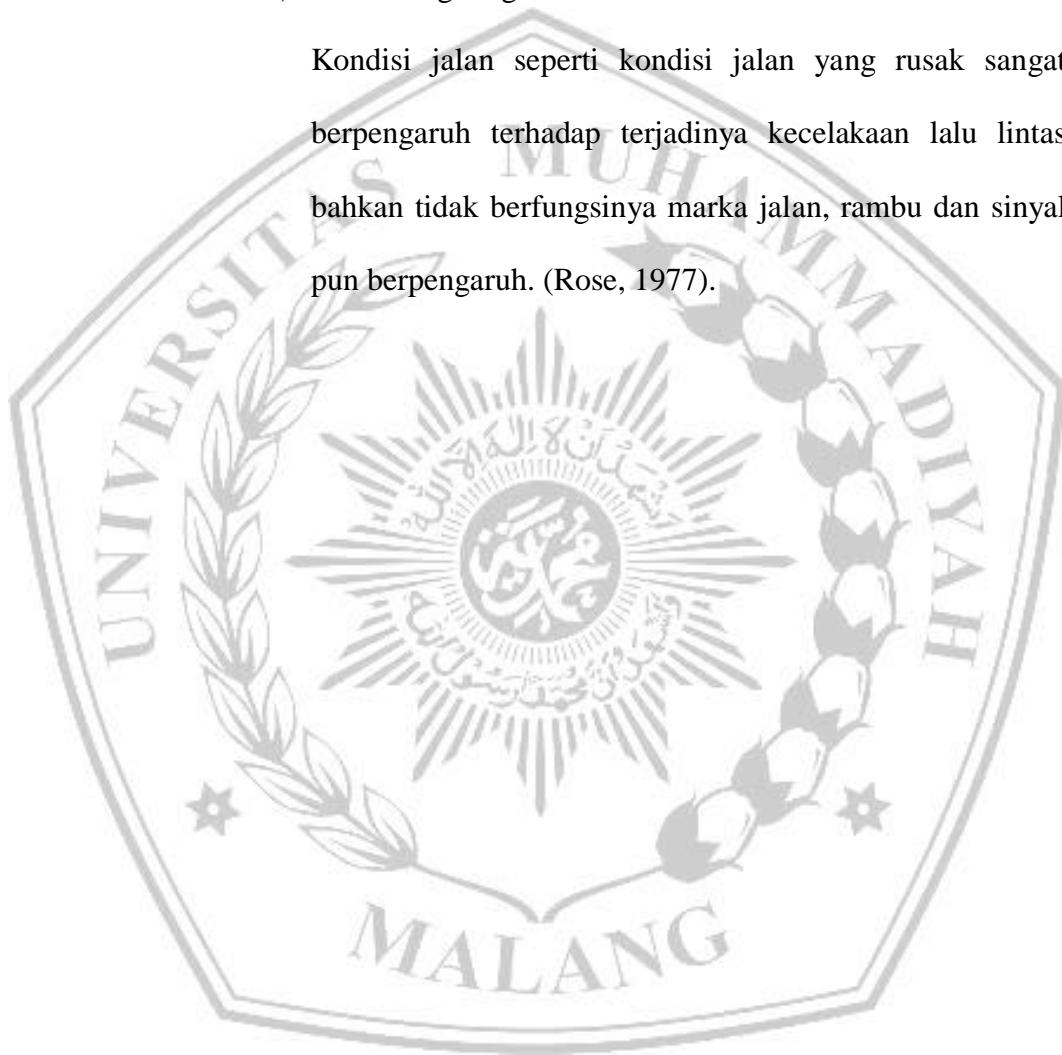 Kondisi jalan seperti kondisi jalan yang rusak sangat
berpengaruh terhadap terjadinya kecelakaan lalu lintas
bahkan tidak berfungsinya marka jalan, rambu dan sinyal
pun berpengaruh. (Rose, 1977).
UNIVERSITAS MUHAMMADIYAH
MALANG